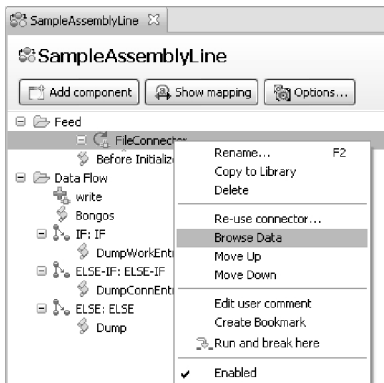 SampleAssemblyLine
SampleAssemblyLine
Add component Show mapping Options...
Feed
FileConnector
Before Initialize
Data Flow
write
Bongos
IF: IF
DumpWorkEnt
ELSE-IF: ELSE-IF
DumpConnEnt
ELSE: ELSE
Dump
Rename... F2
Copy to Library
Delete
Re-use connector...
Browse Data
Move Up
Move Down
Edit user comment
Create Bookmark
Run and break here
Enabled